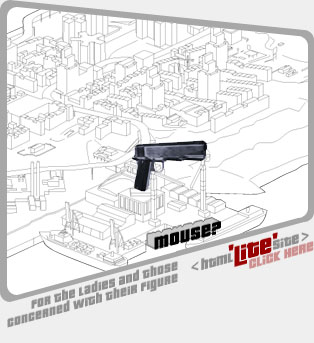 mouse?
<html 'Lite' site>
CLICK HERE
For the Ladies and those
concerned with their figure